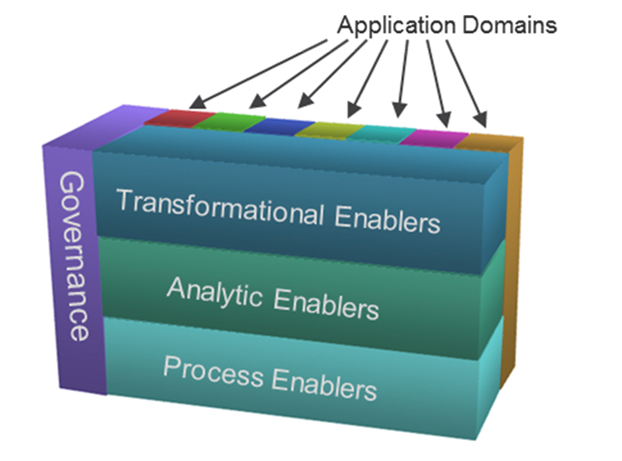 Application Domains
Governance
Transformational Enablers
Analytic Enablers
Process Enablers